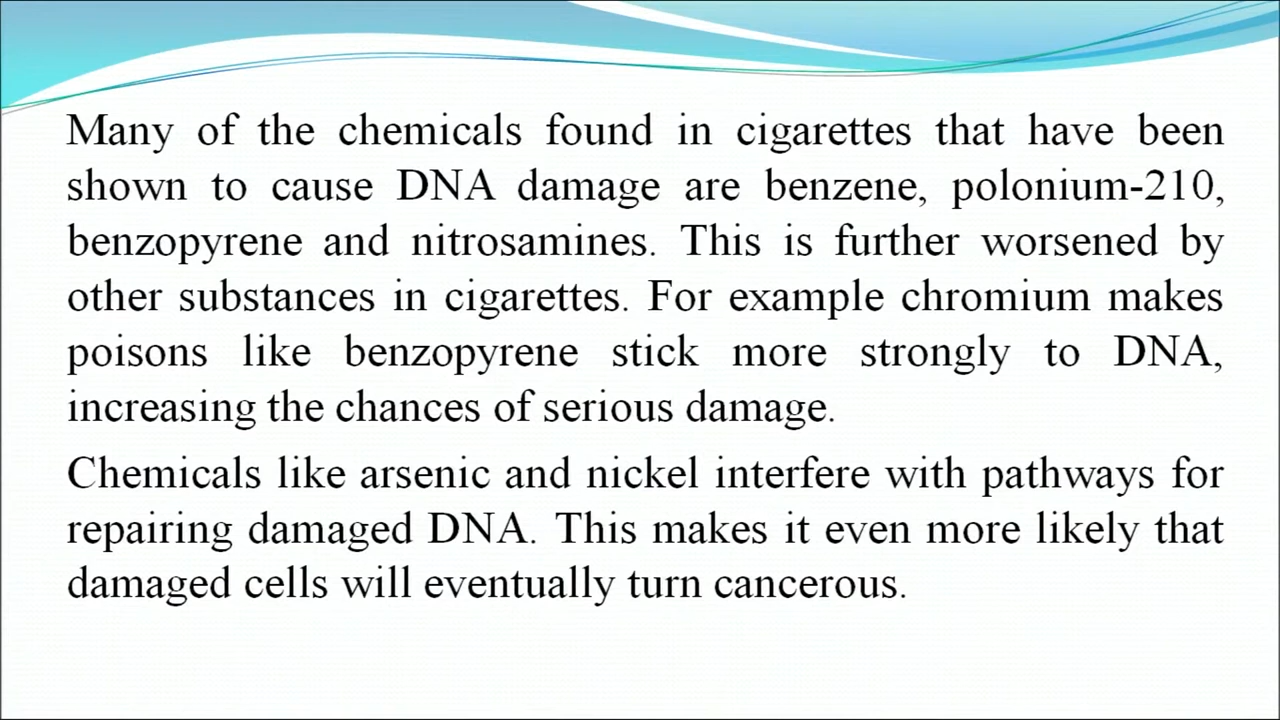 Many of the chemicals found in cigarettes that have been
shown to cause DNA damage are benzene, polonium-210,
benzopyrene and nitrosamines. This is further worsened by
other substances in cigarettes. For example chromium makes
poisons like benzopyrene stick more strongly to DNA,
increasing the chances of serious damage.
Chemicals like arsenic and nickel interfere with pathways for
repairing damaged DNA. This makes it even more likely that
damaged cells will eventually turn cancerous.